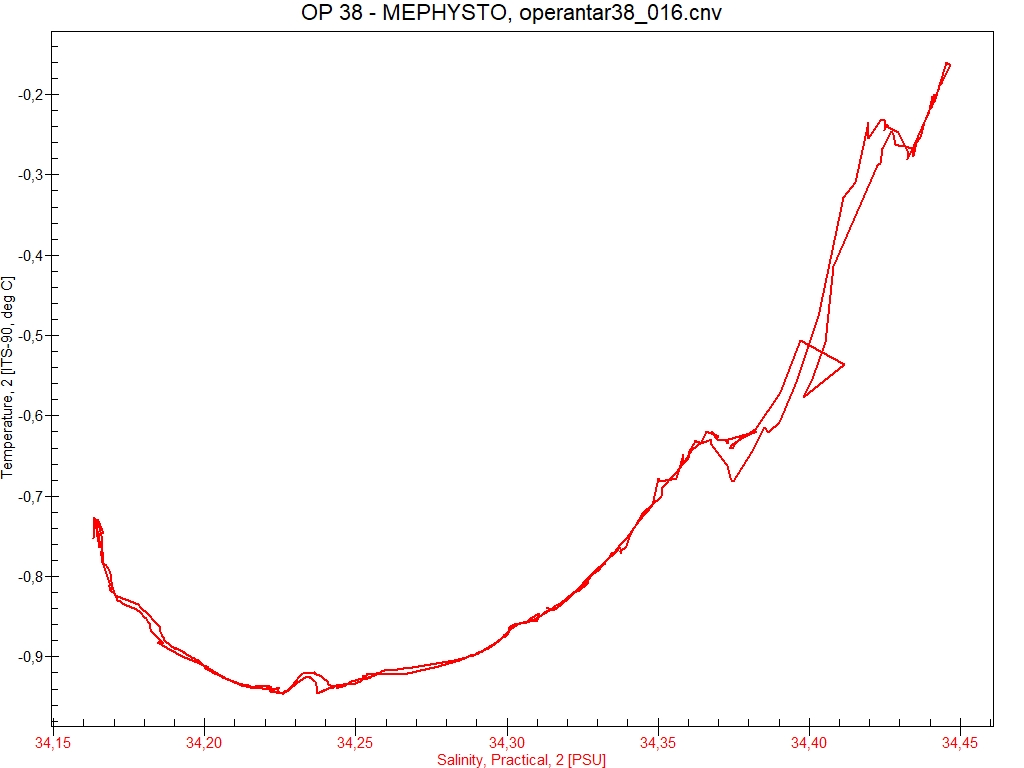 OP 38 - MEPHYSTO, operantar38_016.cnv
Temperature, 2 [ITS-90, deg C]
-0,2
-0,3
-0,4
-0,5
-0,6
-0,7
-0,8
-0,9
34,15 34,20 34,25 34,30 34,35 34,40 34,45
Salinity, Practical, 2 [PSU]